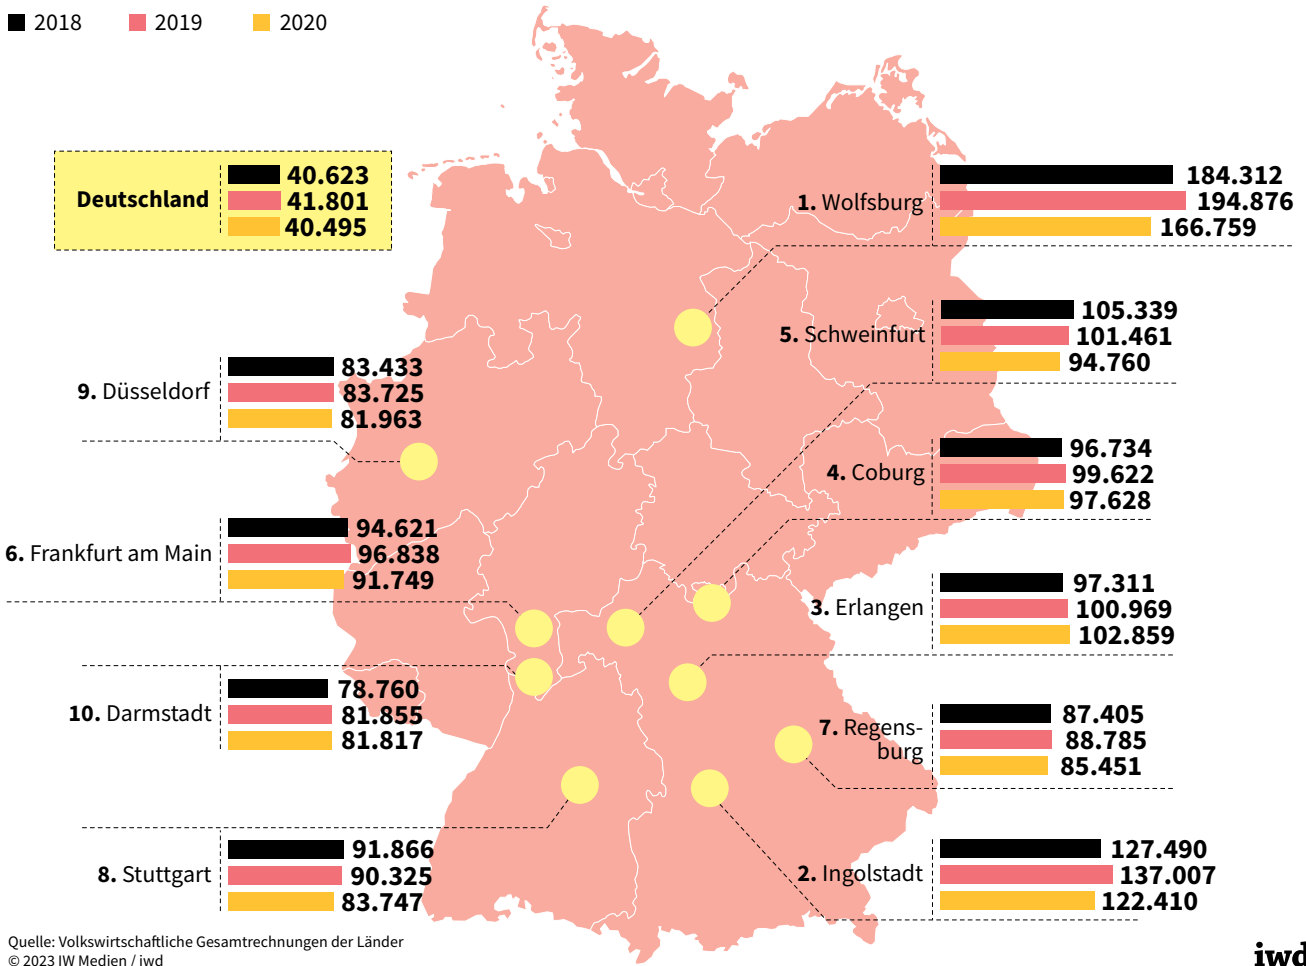 2018 2019 2020
Deutschland
40.623
41.801
40.495
1. Wolfsburg
184.312
194.876
166.759
5. Schweinfurt
105.339
101.461
94.760
9. Düsseldorf
83.433
83.725
81.963
4. Coburg
96.734
99.622
97.628
6. Frankfurt am Main
94.621
96.838
91.749
3. Erlangen
97.311
100.969
102.859
10. Darmstadt
78.760
81.855
81.817
7. Regens-
burg
87.405
88.785
85.451
8. Stuttgart
91.866
90.325
83.747
2. Ingolstadt
127.490
137.007
122.410
Quelle: Volkswirtschaftliche Gesamtrechnungen der Länder
© 2023 IW Medien / iwd
iwd